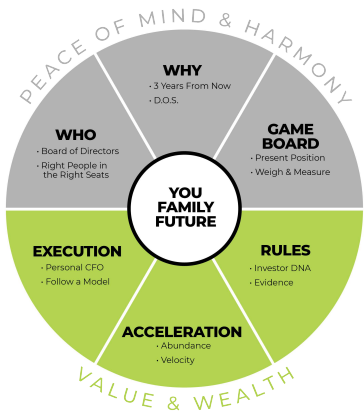 PEACE OF MIND & HARMONY
WHY
• 3 Years From Now
• D.O.S.
GAME
BOARD
• Present Position
• Weigh & Measure
WHO
• Board of Directors
• Right People in
the Right Seats
YOU
FAMILY
FUTURE
EXECUTION
• Personal CFO
• Follow a Model
RULES
• Investor DNA
• Evidence
ACCELERATION
• Abundance
• Velocity
VALUE & WEALTH